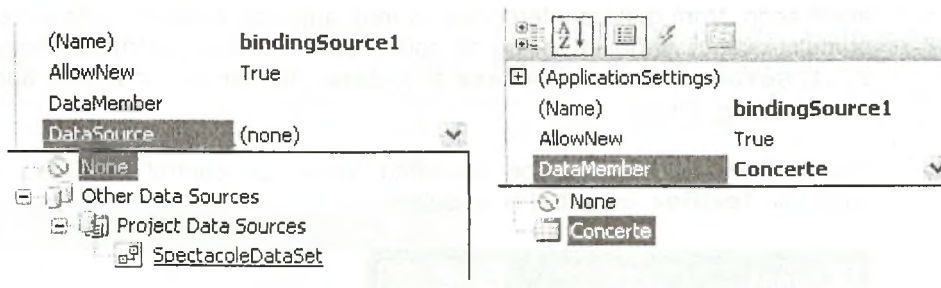 (Name) bindingSource1
AllowNew True
DataMember
DataSource (none)
None
Other Data Sources
Project Data Sources
SpectacoleDataSet
(ApplicationSettings)
(Name) bindingSource1
AllowNew True
DataMember Concerte
None
Concerte